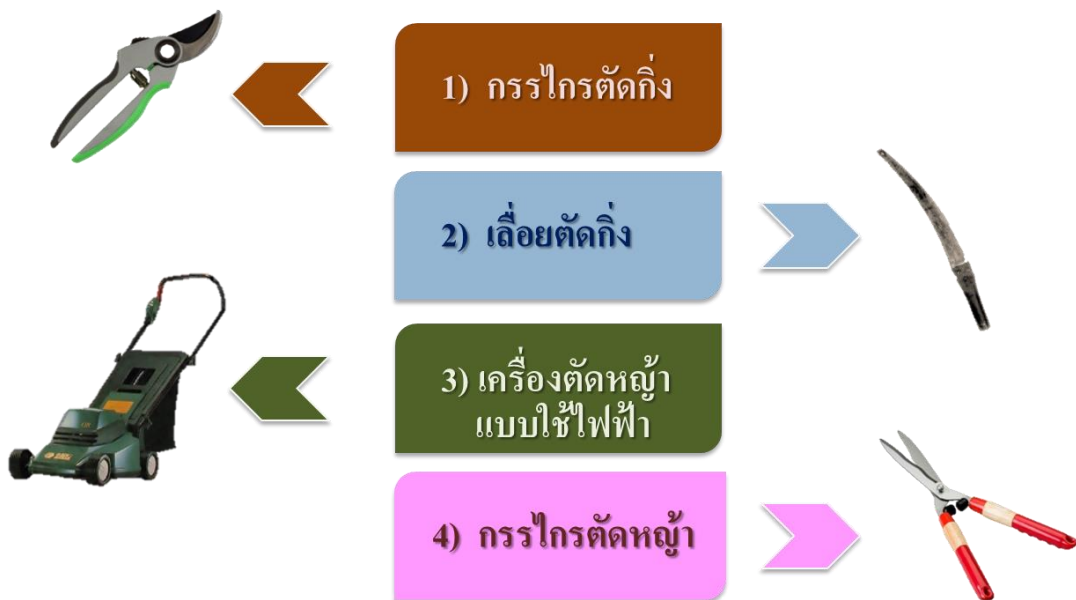 1) กรรไกรตัดกิ่ง
2) เลื่อยตัดกิ่ง
3) เครื่องตัดหญ้า
แบบใช้ไฟฟ้า
4) กรรไกรตัดหญ้า